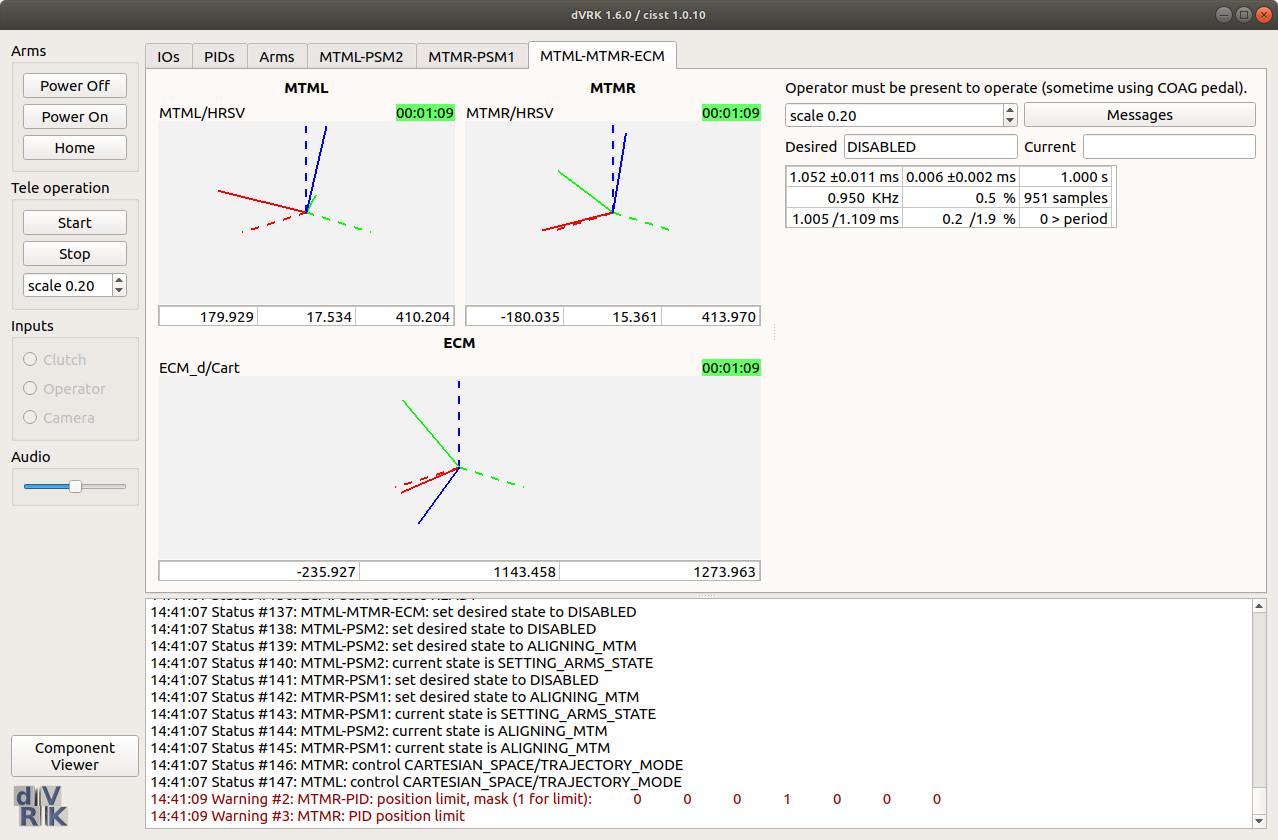 dVRK 1.6.0 / cisst 1.0.10
Arms
Power Off
Power On
Home
Tele operation
Start
Stop
scale 0.20
Inputs
Clutch
Operator
Camera
Audio
Component
Viewer
dVRK
IOs PIDs Arms MTML-PSM2 MTMR-PSM1 MTML-MTMR-ECM
MTML MTMR
MTML/HRSV 00:01:09 MTMR/HRSV 00:01:09
179.929 17.534 410.204 -180.035 15.361 413.970
ECM
ECM_d/Cart 00:01:09
-235.927 1143.458 1273.963
Operator must be present to operate (sometime using COAG pedal).
scale 0.20 Messages
Desired DISABLED Current
1.052 ±0.011 ms 0.006 ±0.002 ms 1.000 s
0.950 KHz 0.5 % 951 samples
1.005 /1.109 ms 0.2 /1.9 % 0 > period
14:41:07 Status #137: MTML-MTMR-ECM: set desired state to DISABLED
14:41:07 Status #138: MTML-PSM2: set desired state to DISABLED
14:41:07 Status #139: MTML-PSM2: set desired state to ALIGNING_MTM
14:41:07 Status #140: MTML-PSM2: current state is SETTING_ARMS_STATE
14:41:07 Status #141: MTMR-PSM1: set desired state to DISABLED
14:41:07 Status #142: MTMR-PSM1: set desired state to ALIGNING_MTM
14:41:07 Status #143: MTMR-PSM1: current state is SETTING_ARMS_STATE
14:41:07 Status #144: MTML-PSM2: current state is ALIGNING_MTM
14:41:07 Status #145: MTMR-PSM1: current state is ALIGNING_MTM
14:41:07 Status #146: MTMR: control CARTESIAN_SPACE/TRAJECTORY_MODE
14:41:07 Status #147: MTML: control CARTESIAN_SPACE/TRAJECTORY_MODE
14:41:09 Warning #2: MTMR-PID: position limit, mask (1 for limit): 0 0 0 1 0 0 0
14:41:09 Warning #3: MTMR: PID position limit